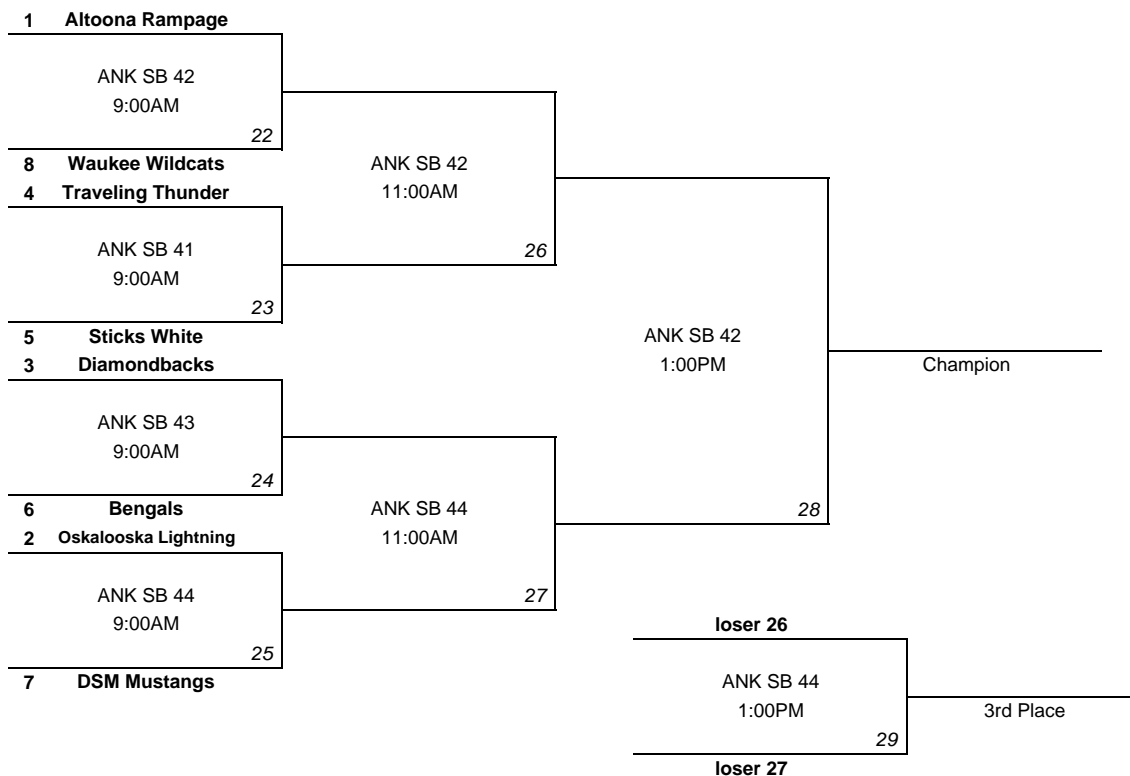 1 Altoona Rampage
ANK SB 42
9:00AM
22
8 Waukee Wildcats
4 Traveling Thunder
ANK SB 42
11:00AM
26
ANK SB 41
9:00AM
23
5 Sticks White
3 Diamondbacks
ANK SB 42
1:00PM
28
Champion
ANK SB 43
9:00AM
24
6 Bengals
2 Oskalooska Lightning
ANK SB 44
11:00AM
27
ANK SB 44
9:00AM
25
7 DSM Mustangs
loser 26
ANK SB 44
1:00PM
29
3rd Place
loser 27